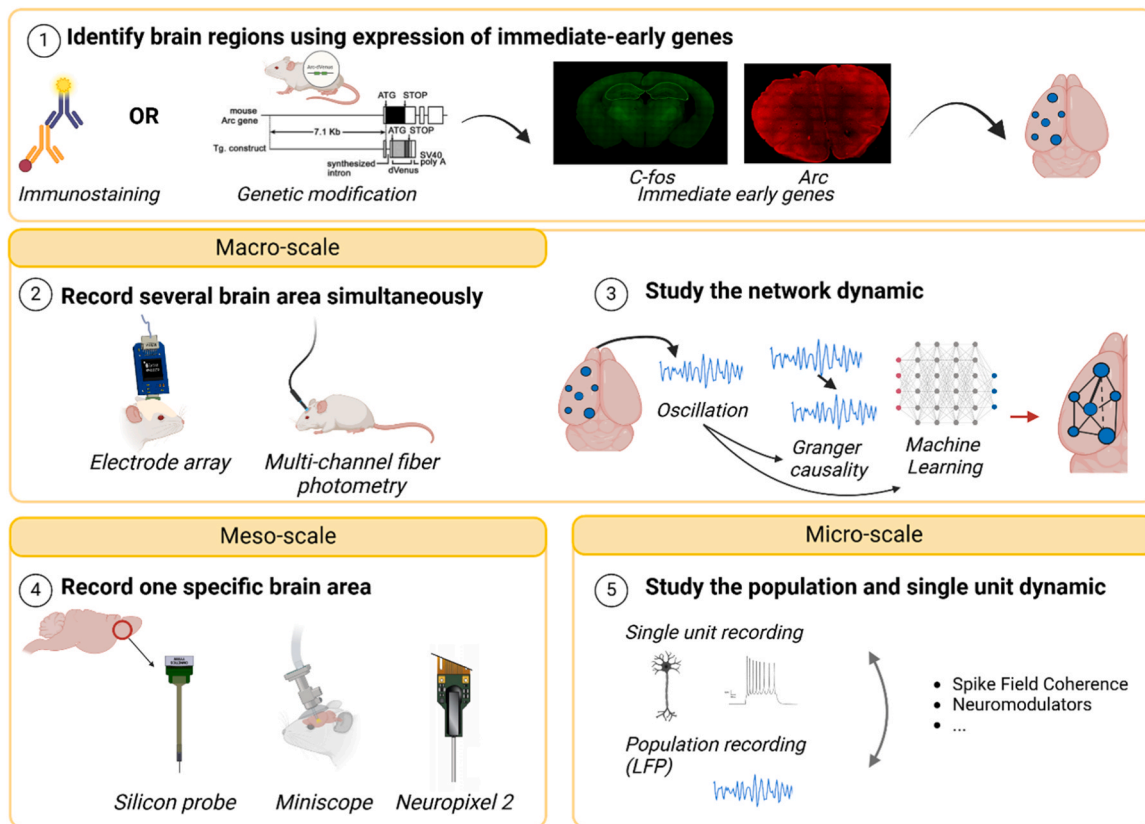 1 Identify brain regions using expression of immediate-early genes
OR
Arc-dVenus
ATG STOP
mouse
Arc gene
7.1 Kb
ATG STOP
Tg. construct
SV40
poly A
synthesized
intron
dVenus
Immunostaining
Genetic modification
C-fos
Arc
Immediate early genes
Macro-scale
2 Record several brain area simultaneously
Electrode array
Multi-channel fiber
photometry
3 Study the network dynamic
Oscillation
Granger
causality
Machine
Learning
Meso-scale
4 Record one specific brain area
Silicon probe
Miniscope
Neuropixel 2
Micro-scale
5 Study the population and single unit dynamic
Single unit recording
Population recording
(LFP)
• Spike Field Coherence
• Neuromodulators
• ...